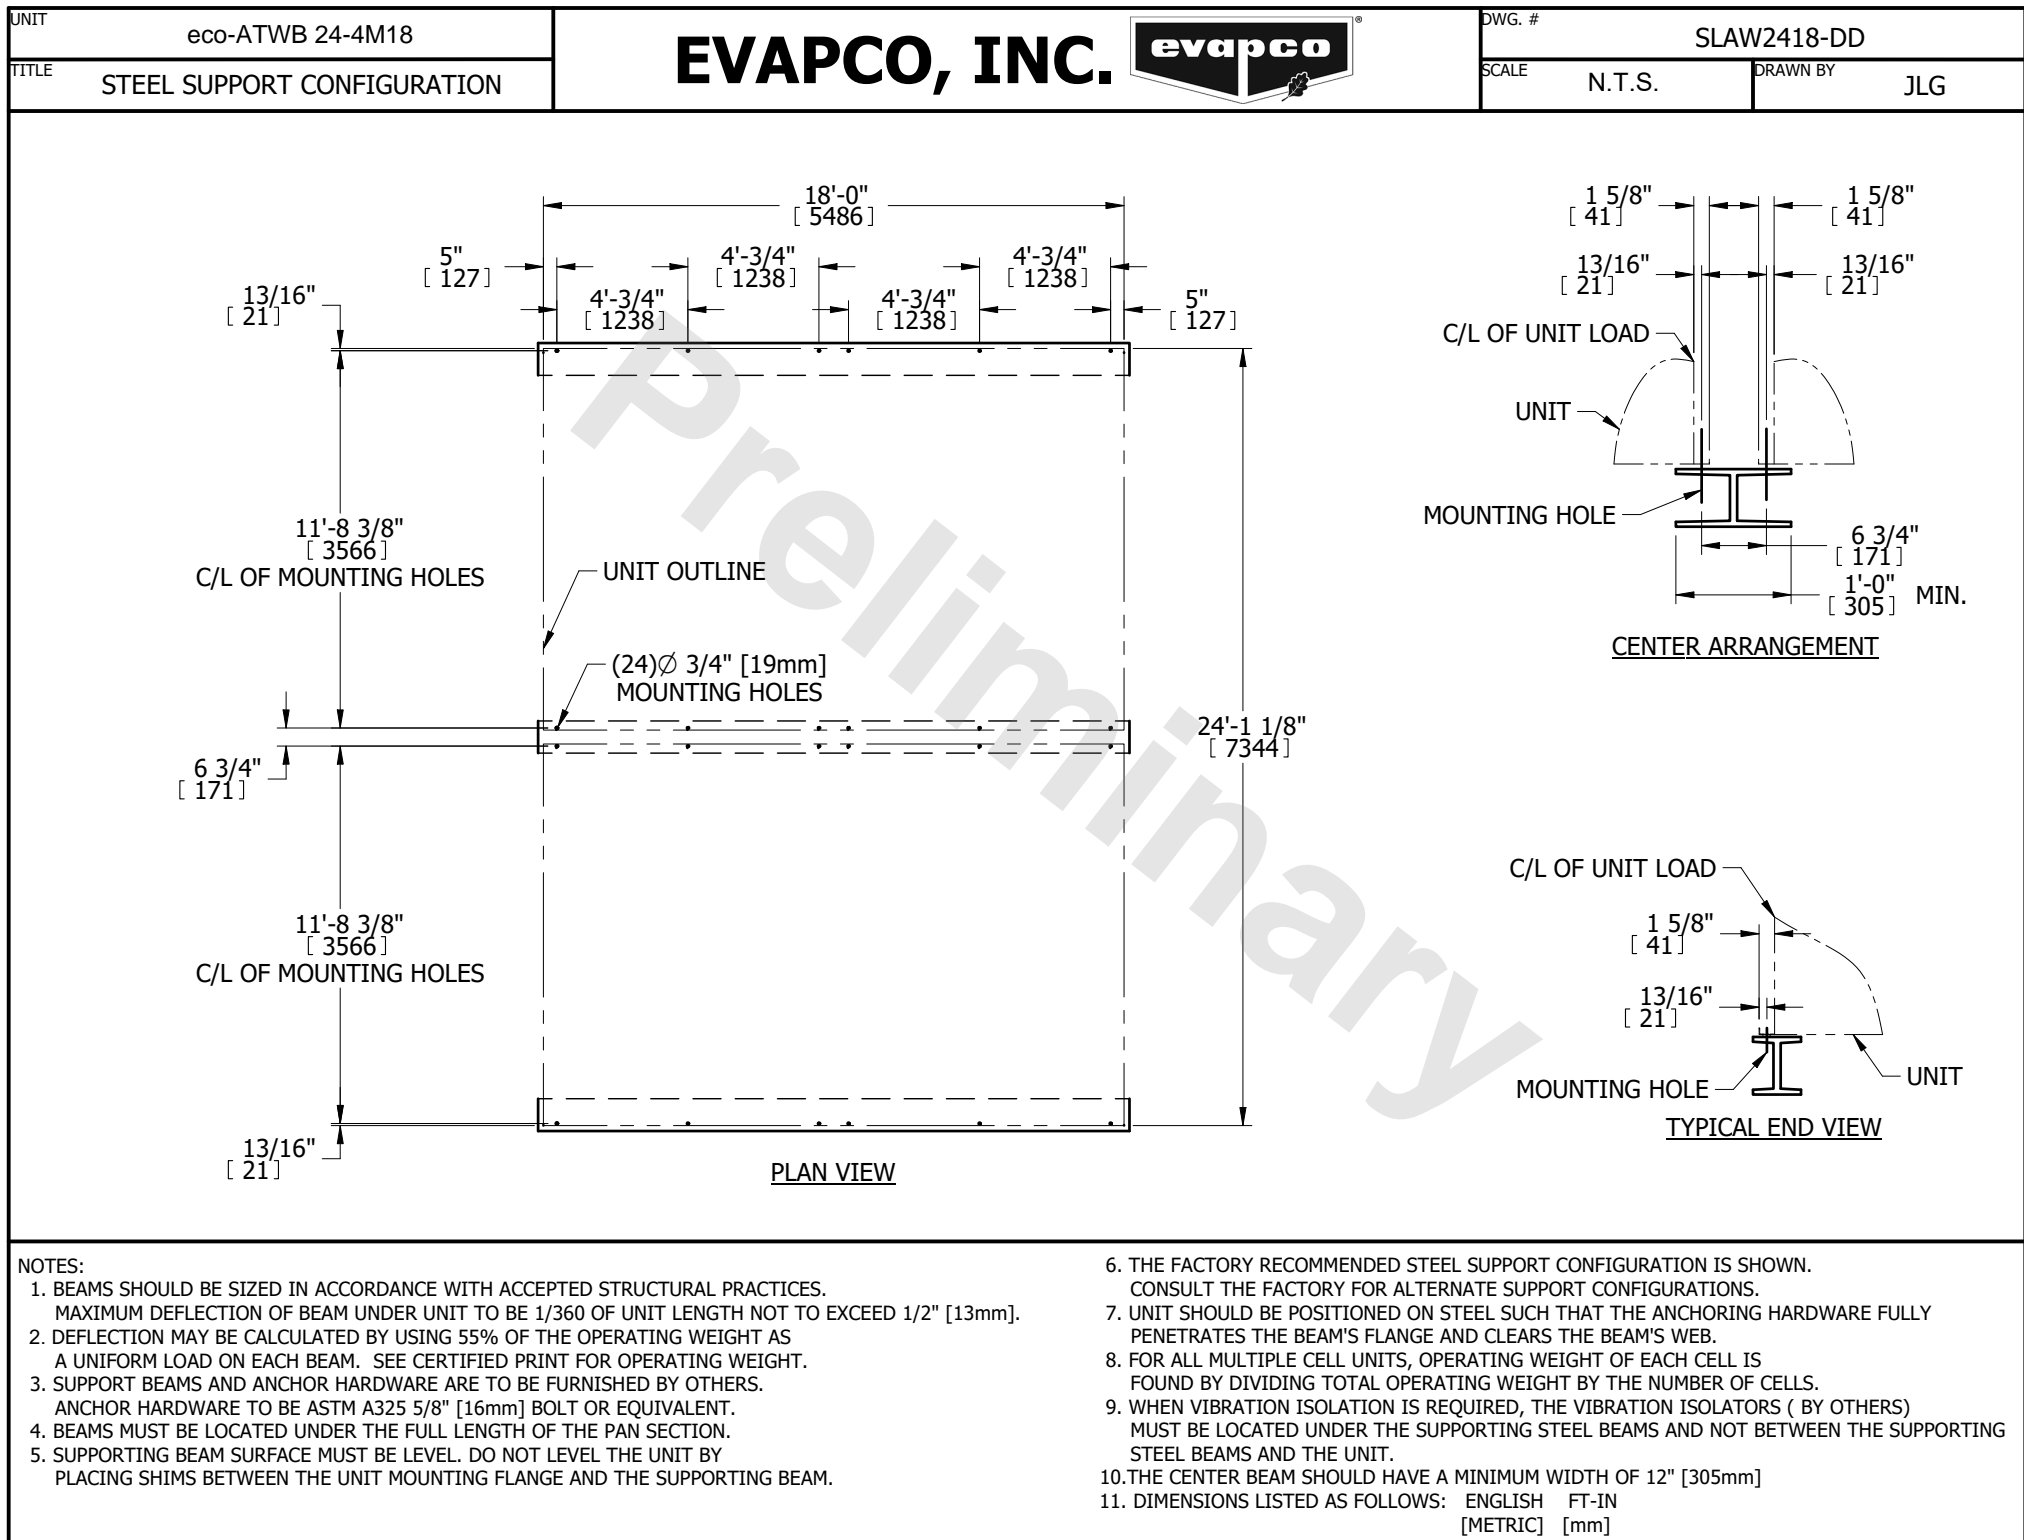 UNIT
eco-ATWB 24-4M18
TITLE
STEEL SUPPORT CONFIGURATION
EVAPCO, INC.
evapco
®
DWG. #
SLAW2418-DD
SCALE
N.T.S.
DRAWN BY
JLG
18'-0"
[ 5486 ]
5"
[ 127 ]
4'-3/4"
[ 1238 ]
4'-3/4"
[ 1238 ]
13/16"
[ 21 ]
4'-3/4"
[ 1238 ]
4'-3/4"
[ 1238 ]
5"
[ 127 ]
11'-8 3/8"
[ 3566 ]
C/L OF MOUNTING HOLES
UNIT OUTLINE
(24)∅ 3/4" [19mm]
MOUNTING HOLES
6 3/4"
[ 171 ]
24'-1 1/8"
[ 7344 ]
11'-8 3/8"
[ 3566 ]
C/L OF MOUNTING HOLES
13/16"
[ 21 ]
PLAN VIEW
Preliminary
1 5/8"
[ 41 ]
1 5/8"
[ 41 ]
13/16"
[ 21 ]
13/16"
[ 21 ]
C/L OF UNIT LOAD
UNIT
MOUNTING HOLE
6 3/4"
[ 171 ]
1'-0"
[ 305 ] MIN.
CENTER ARRANGEMENT
C/L OF UNIT LOAD
1 5/8"
[ 41 ]
13/16"
[ 21 ]
MOUNTING HOLE
UNIT
TYPICAL END VIEW
NOTES:
1. BEAMS SHOULD BE SIZED IN ACCORDANCE WITH ACCEPTED STRUCTURAL PRACTICES.
MAXIMUM DEFLECTION OF BEAM UNDER UNIT TO BE 1/360 OF UNIT LENGTH NOT TO EXCEED 1/2" [13mm].
2. DEFLECTION MAY BE CALCULATED BY USING 55% OF THE OPERATING WEIGHT AS
A UNIFORM LOAD ON EACH BEAM. SEE CERTIFIED PRINT FOR OPERATING WEIGHT.
3. SUPPORT BEAMS AND ANCHOR HARDWARE ARE TO BE FURNISHED BY OTHERS.
ANCHOR HARDWARE TO BE ASTM A325 5/8" [16mm] BOLT OR EQUIVALENT.
4. BEAMS MUST BE LOCATED UNDER THE FULL LENGTH OF THE PAN SECTION.
5. SUPPORTING BEAM SURFACE MUST BE LEVEL. DO NOT LEVEL THE UNIT BY
PLACING SHIMS BETWEEN THE UNIT MOUNTING FLANGE AND THE SUPPORTING BEAM.
6. THE FACTORY RECOMMENDED STEEL SUPPORT CONFIGURATION IS SHOWN.
CONSULT THE FACTORY FOR ALTERNATE SUPPORT CONFIGURATIONS.
7. UNIT SHOULD BE POSITIONED ON STEEL SUCH THAT THE ANCHORING HARDWARE FULLY
PENETRATES THE BEAM'S FLANGE AND CLEARS THE BEAM'S WEB.
8. FOR ALL MULTIPLE CELL UNITS, OPERATING WEIGHT OF EACH CELL IS
FOUND BY DIVIDING TOTAL OPERATING WEIGHT BY THE NUMBER OF CELLS.
9. WHEN VIBRATION ISOLATION IS REQUIRED, THE VIBRATION ISOLATORS ( BY OTHERS)
MUST BE LOCATED UNDER THE SUPPORTING STEEL BEAMS AND NOT BETWEEN THE SUPPORTING
STEEL BEAMS AND THE UNIT.
10.THE CENTER BEAM SHOULD HAVE A MINIMUM WIDTH OF 12" [305mm]
11. DIMENSIONS LISTED AS FOLLOWS: ENGLISH FT-IN
[METRIC] [mm]